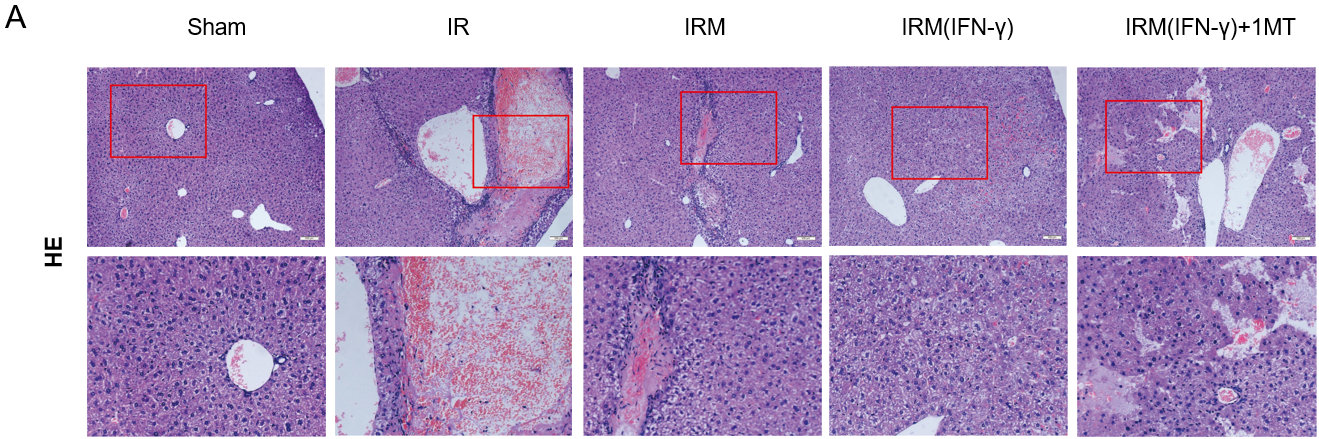 A
Sham IR IRM IRM(IFN-γ) IRM(IFN-γ)+1MT
HE